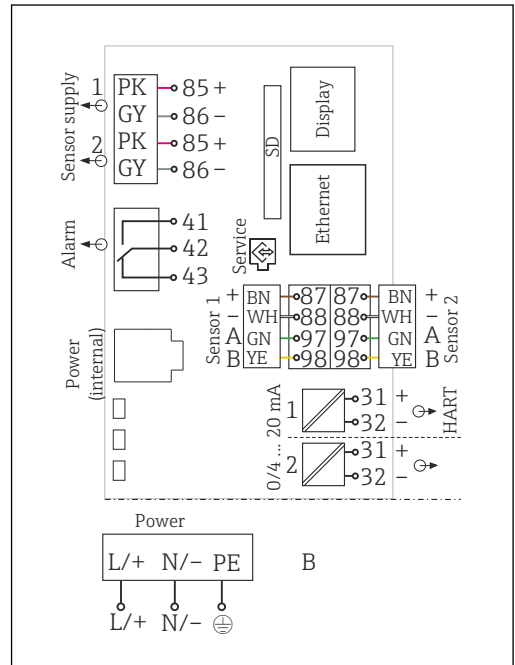 Sensor supply
1 PK 85 +
GY 86 −
2 PK 85 +
GY 86 −
Display
SD
Ethernet
Alarm
41
42
43
Service
Sensor 1
+ BN 87 87 BN +
− WH 88 88 WH −
A GN 97 97 GN A
B YE 98 98 YE B
Sensor 2
Power
(internal)
0/4 ... 20 mA
1 31 +
32 −
HART
2 31 +
32 −
Power
L/+ N/− PE
B
L/+ N/−